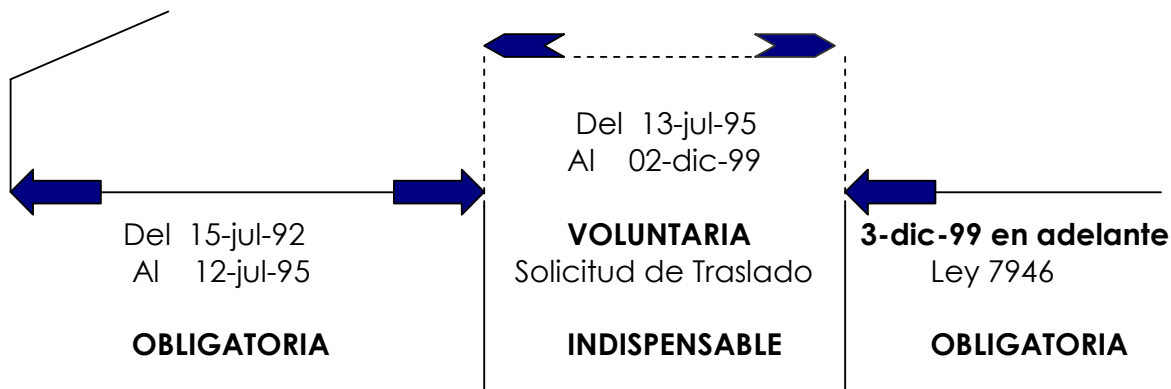 Del 15-jul-92
Al 12-jul-95
OBLIGATORIA
Del 13-jul-95
Al 02-dic-99
VOLUNTARIA
Solicitud de Traslado
INDISPENSABLE
3-dic-99 en adelante
Ley 7946
OBLIGATORIA